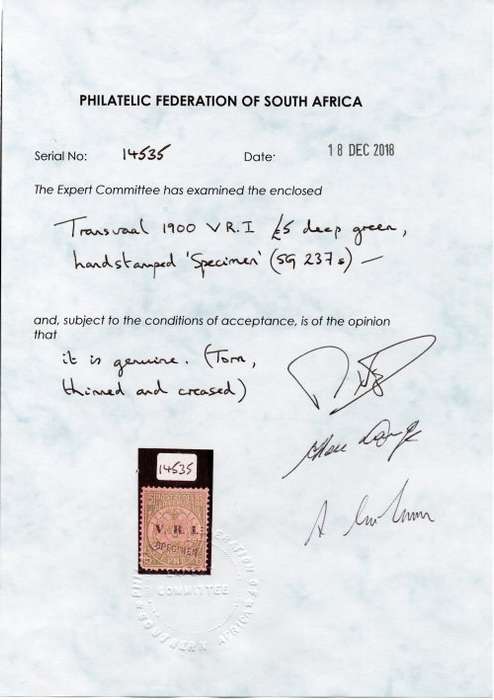 PHILATELIC FEDERATION OF SOUTH AFRICA
Serial No: 14535 Date: 18 DEC 2018
The Expert Committee has examined the enclosed
Transvaal 1900 V.R.I £5 deep green,
handstamped 'Specimen' (SG 237s) —
and, subject to the conditions of acceptance, is of the opinion
that
it is genuine. (Torn,
thinned and creased)
14535
V. R. I.
SPECIMEN
COMMITTEE